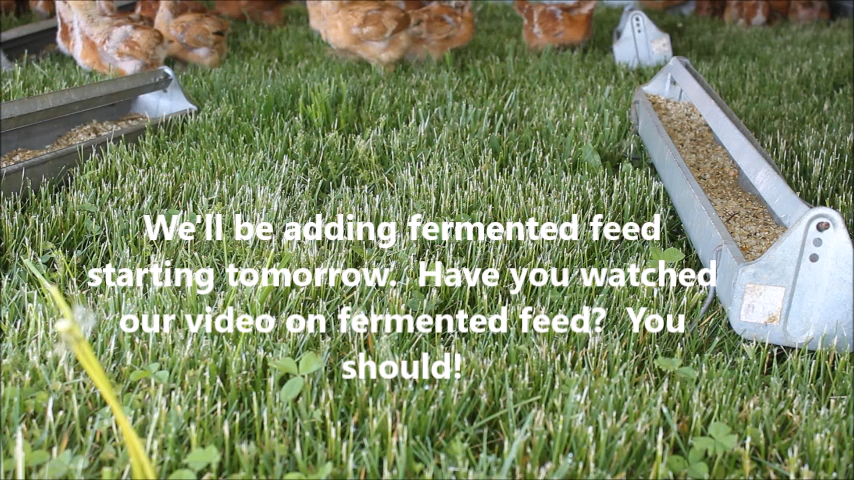 We'll be adding fermented feed
starting tomorrow.  Have you watched
our video on fermented feed?  You
should!